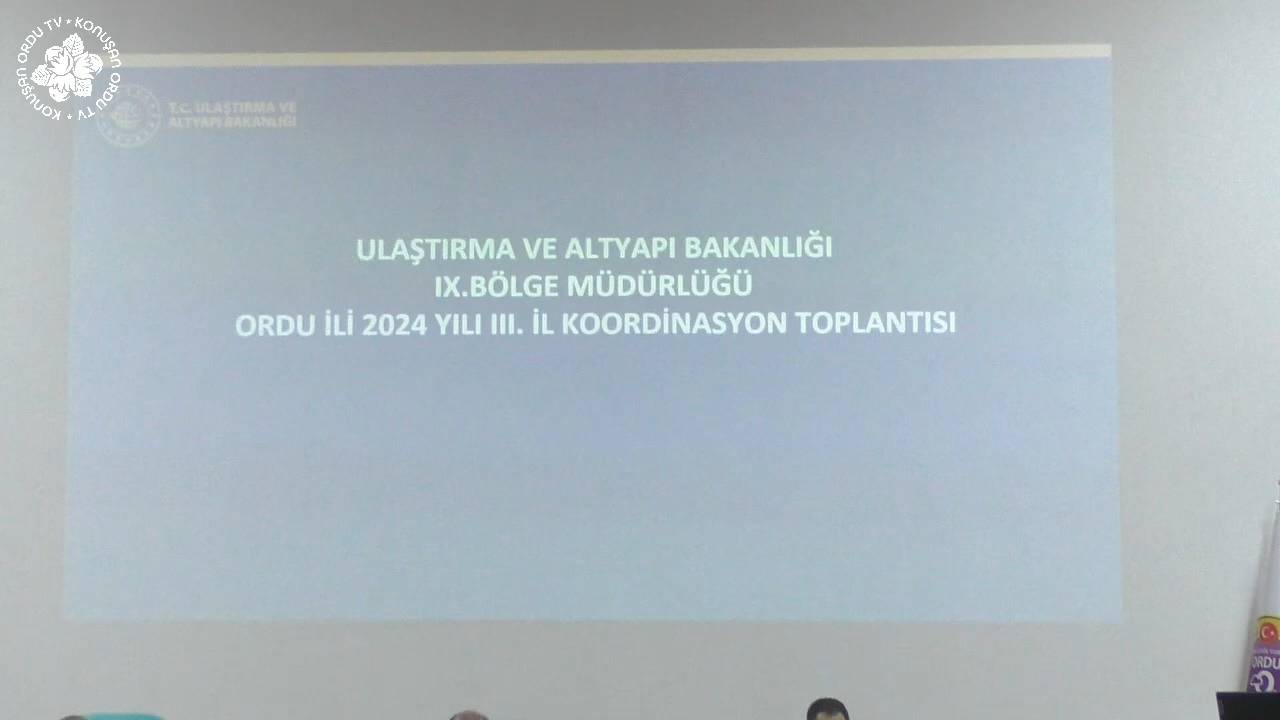 KONUŞAN ORDU TV ★ KONUŞAN ORDU TV ★
T.C. ULAŞTIRMA VE
ALTYAPI BAKANLIĞI
ULAŞTIRMA VE ALTYAPI BAKANLIĞI
IX.BÖLGE MÜDÜRLÜĞÜ
ORDU İLİ 2024 YILI III. İL KOORDİNASYON TOPLANTISI
ORDU